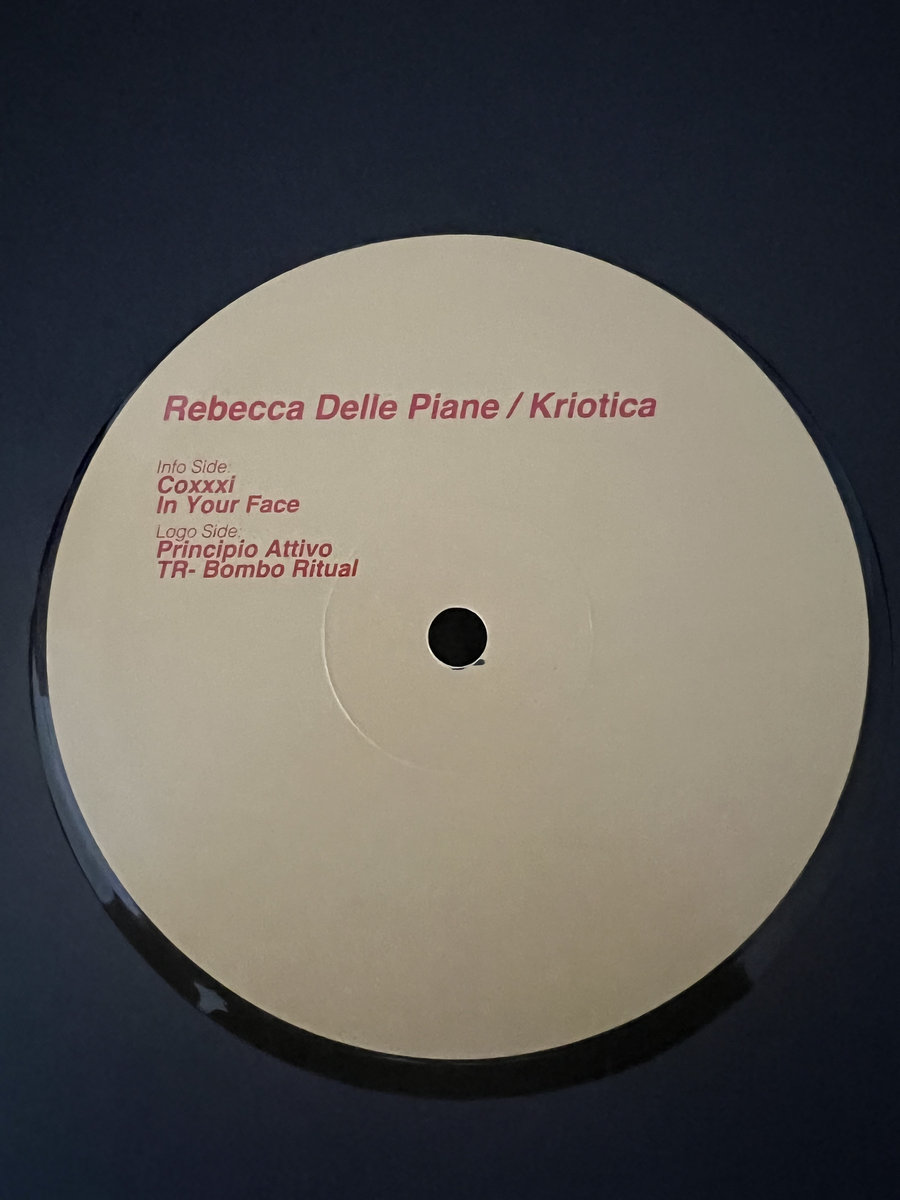 Rebecca Delle Piane / Kriotica
Info Side:
Coxxxi
In Your Face
Logo Side:
Principio Attivo
TR- Bombo Ritual